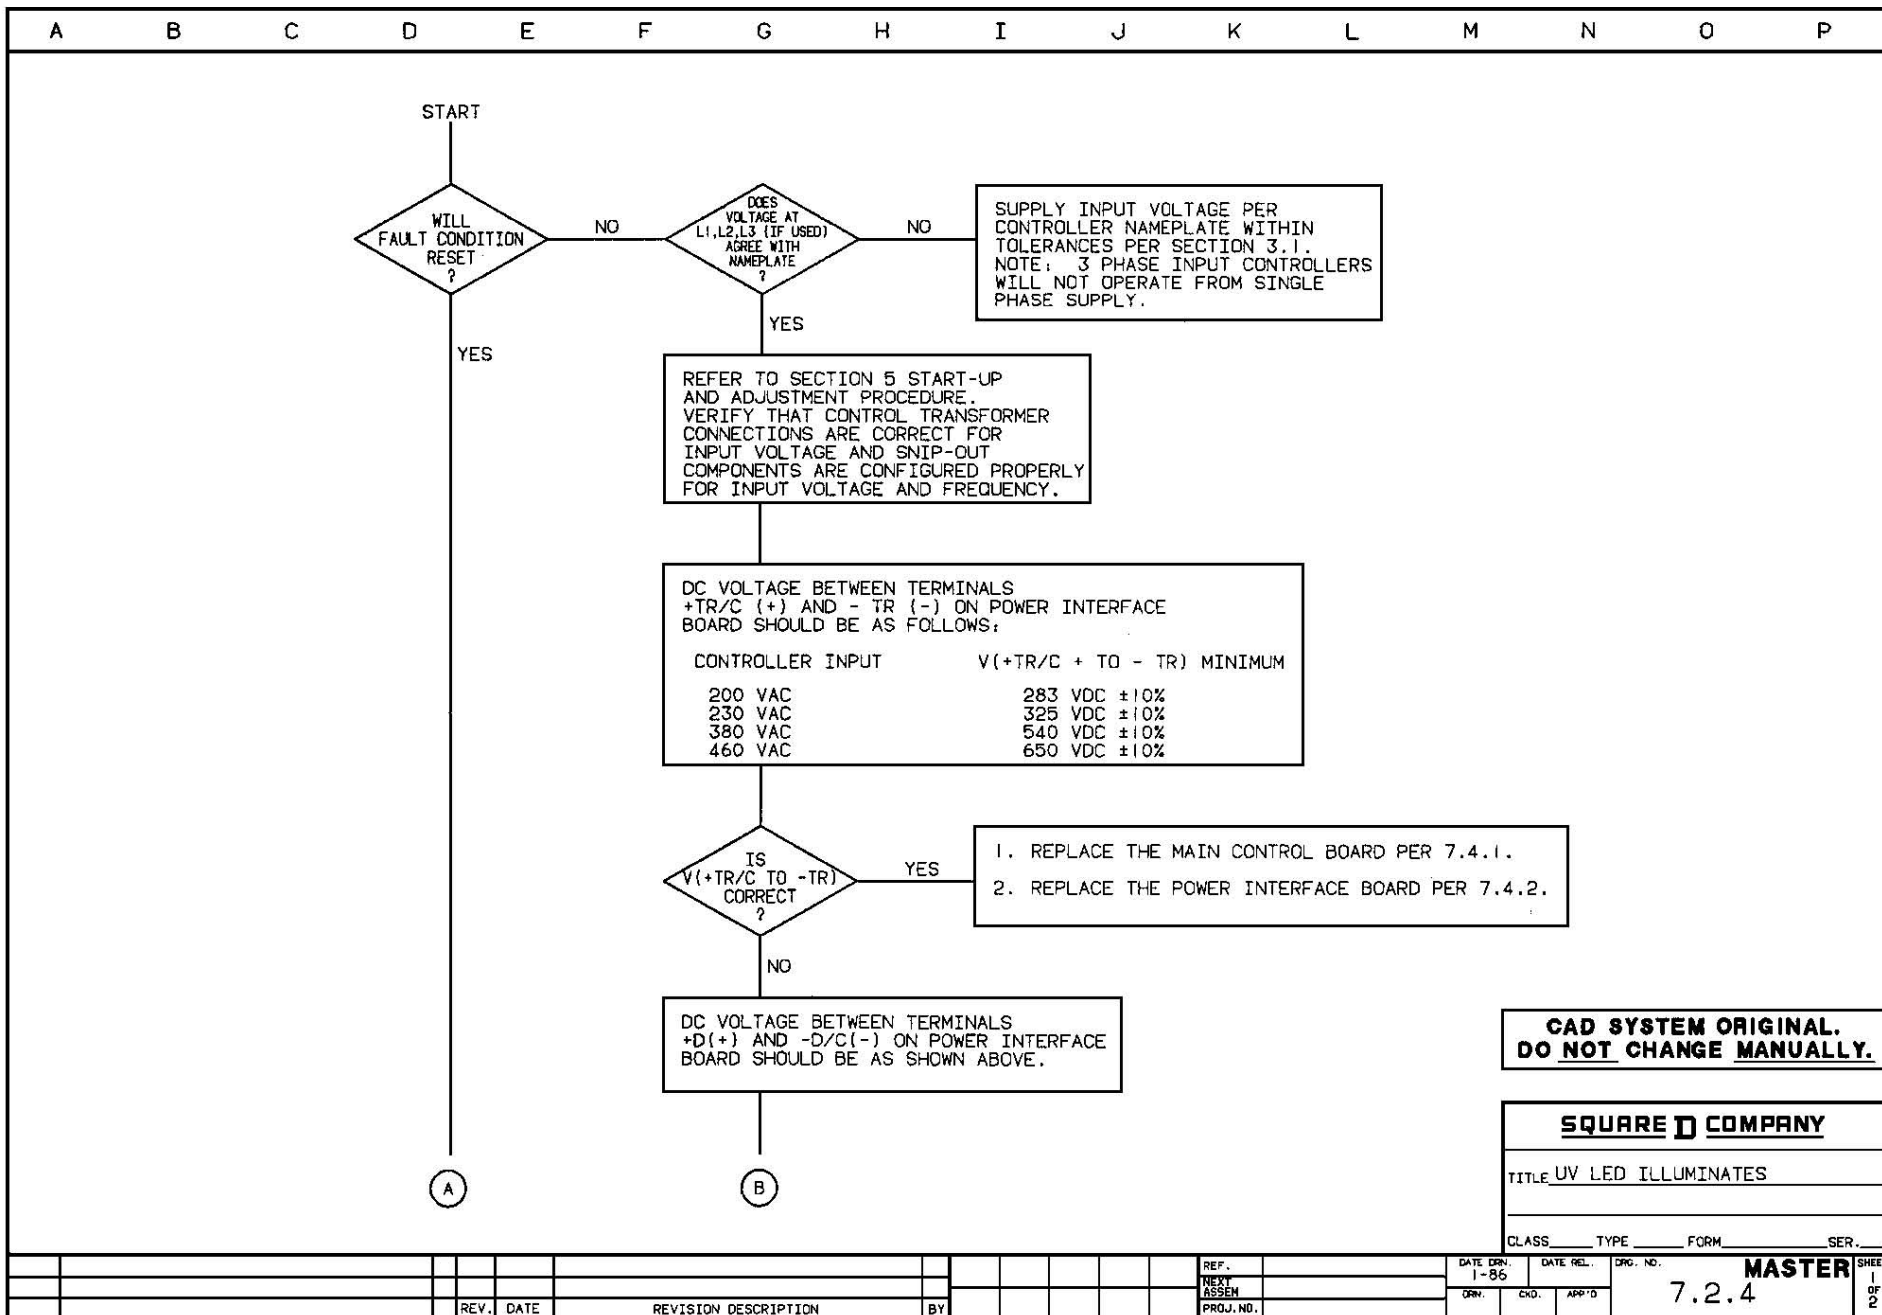 A B C D E F G H I J K L M N O P
START
WILL
FAULT CONDITION
RESET
?
NO
YES
DOES
VOLTAGE AT
L1,L2,L3 (IF USED)
AGREE WITH
NAMEPLATE
?
NO
YES
SUPPLY INPUT VOLTAGE PER
CONTROLLER NAMEPLATE WITHIN
TOLERANCES PER SECTION 3.1.
NOTE: 3 PHASE INPUT CONTROLLERS
WILL NOT OPERATE FROM SINGLE
PHASE SUPPLY.
REFER TO SECTION 5 START-UP
AND ADJUSTMENT PROCEDURE.
VERIFY THAT CONTROL TRANSFORMER
CONNECTIONS ARE CORRECT FOR
INPUT VOLTAGE AND SNIP-OUT
COMPONENTS ARE CONFIGURED PROPERLY
FOR INPUT VOLTAGE AND FREQUENCY.
DC VOLTAGE BETWEEN TERMINALS
+TR/C (+) AND - TR (-) ON POWER INTERFACE
BOARD SHOULD BE AS FOLLOWS:
CONTROLLER INPUT V(+TR/C + TO - TR) MINIMUM
200 VAC 283 VDC ±10%
230 VAC 325 VDC ±10%
380 VAC 540 VDC ±10%
460 VAC 650 VDC ±10%
IS
V(+TR/C TO -TR)
CORRECT
?
YES
NO
1. REPLACE THE MAIN CONTROL BOARD PER 7.4.1.
2. REPLACE THE POWER INTERFACE BOARD PER 7.4.2.
DC VOLTAGE BETWEEN TERMINALS
+D(+) AND -D/C(-) ON POWER INTERFACE
BOARD SHOULD BE AS SHOWN ABOVE.
A
B
CAD SYSTEM ORIGINAL.
DO NOT CHANGE MANUALLY.
SQUARE D COMPANY
TITLE UV LED ILLUMINATES
CLASS TYPE FORM SER.
REV. DATE REVISION DESCRIPTION BY
REF.
NEXT
ASSEM
PROJ.NO.
DATE DRN.
1-86
DATE REL.
DRN. CKD. APP'D
DRG. NO.
MASTER
7.2.4
SHEE
1
OF
2